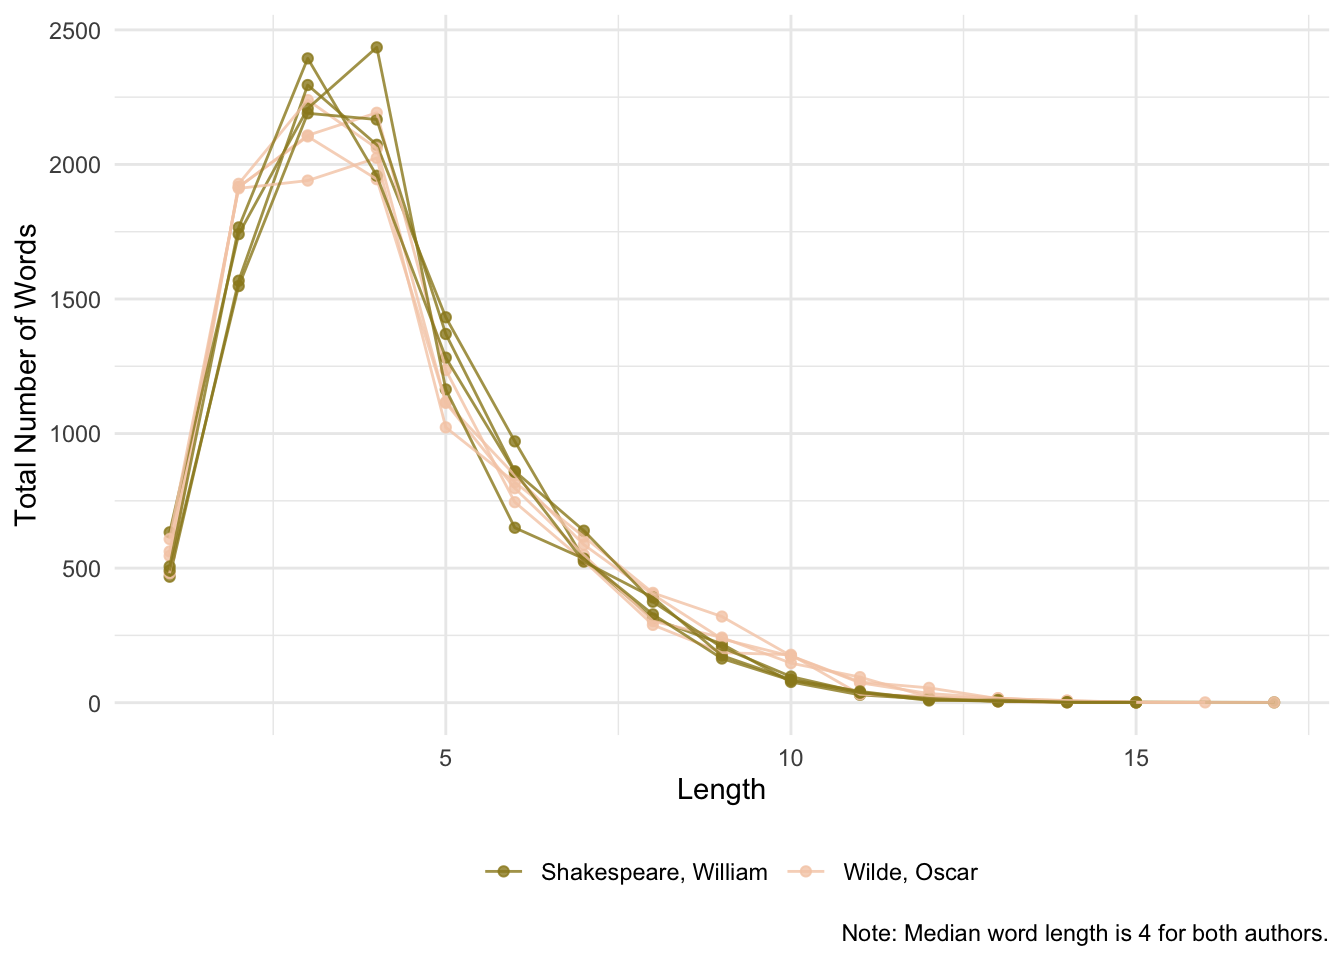 2500
2000
1500
1000
500
0
Total Number of Words
5 10 15
Length
Shakespeare, William Wilde, Oscar
Note: Median word length is 4 for both authors.